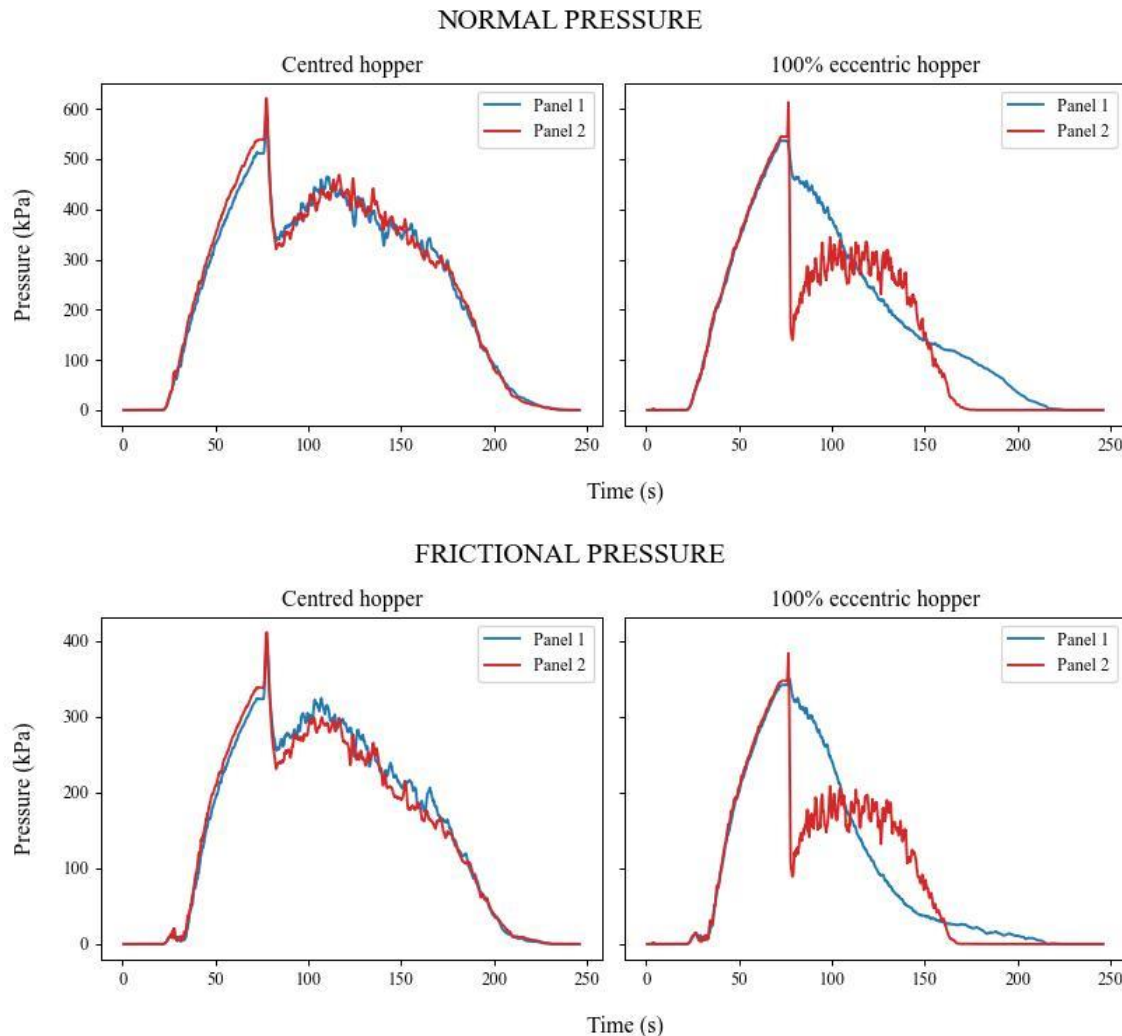 NORMAL PRESSURE
Centred hopper
100% eccentric hopper
Panel 1
Panel 2
Panel 1
Panel 2
Pressure (kPa)
600
500
400
300
200
100
0
0 50 100 150 200 250
0 50 100 150 200 250
Time (s)
FRICTIONAL PRESSURE
Centred hopper
100% eccentric hopper
Panel 1
Panel 2
Panel 1
Panel 2
Pressure (kPa)
400
300
200
100
0
0 50 100 150 200 250
0 50 100 150 200 250
Time (s)